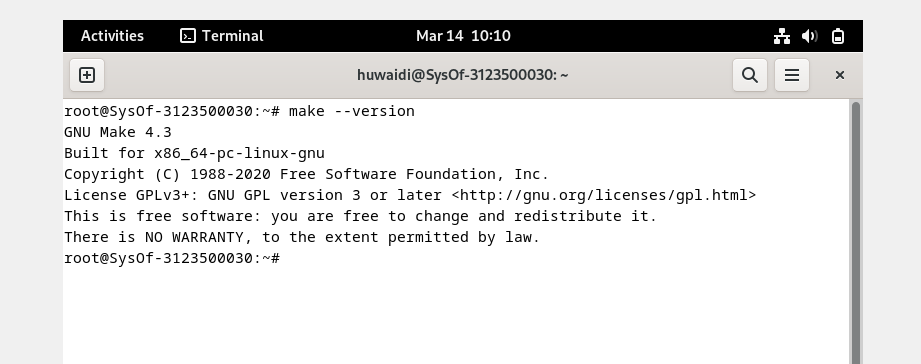 Activities Terminal Mar 14 10:10
huwaidi@SysOf-3123500030: ~
root@SysOf-3123500030:~# make --version
GNU Make 4.3
Built for x86_64-pc-linux-gnu
Copyright (C) 1988-2020 Free Software Foundation, Inc.
License GPLv3+: GNU GPL version 3 or later <http://gnu.org/licenses/gpl.html>
This is free software: you are free to change and redistribute it.
There is NO WARRANTY, to the extent permitted by law.
root@SysOf-3123500030:~#